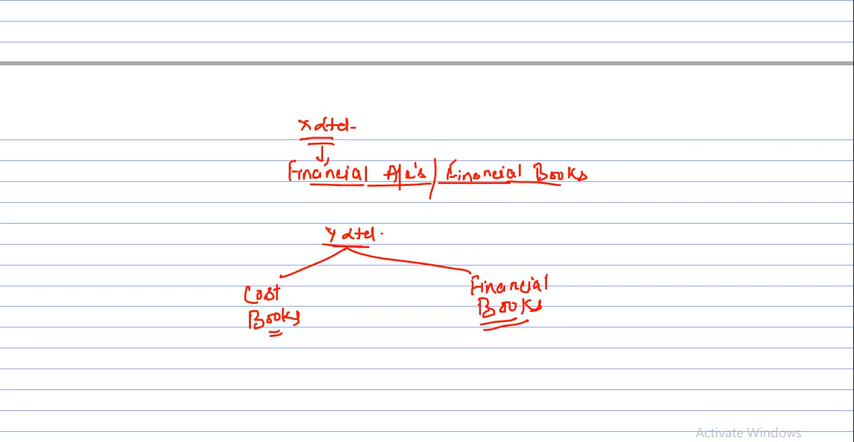 X Ltd.
Financial A/c's / Financial Books
Y Ltd.
Cost
Books
Financial
Books
Activate Windows